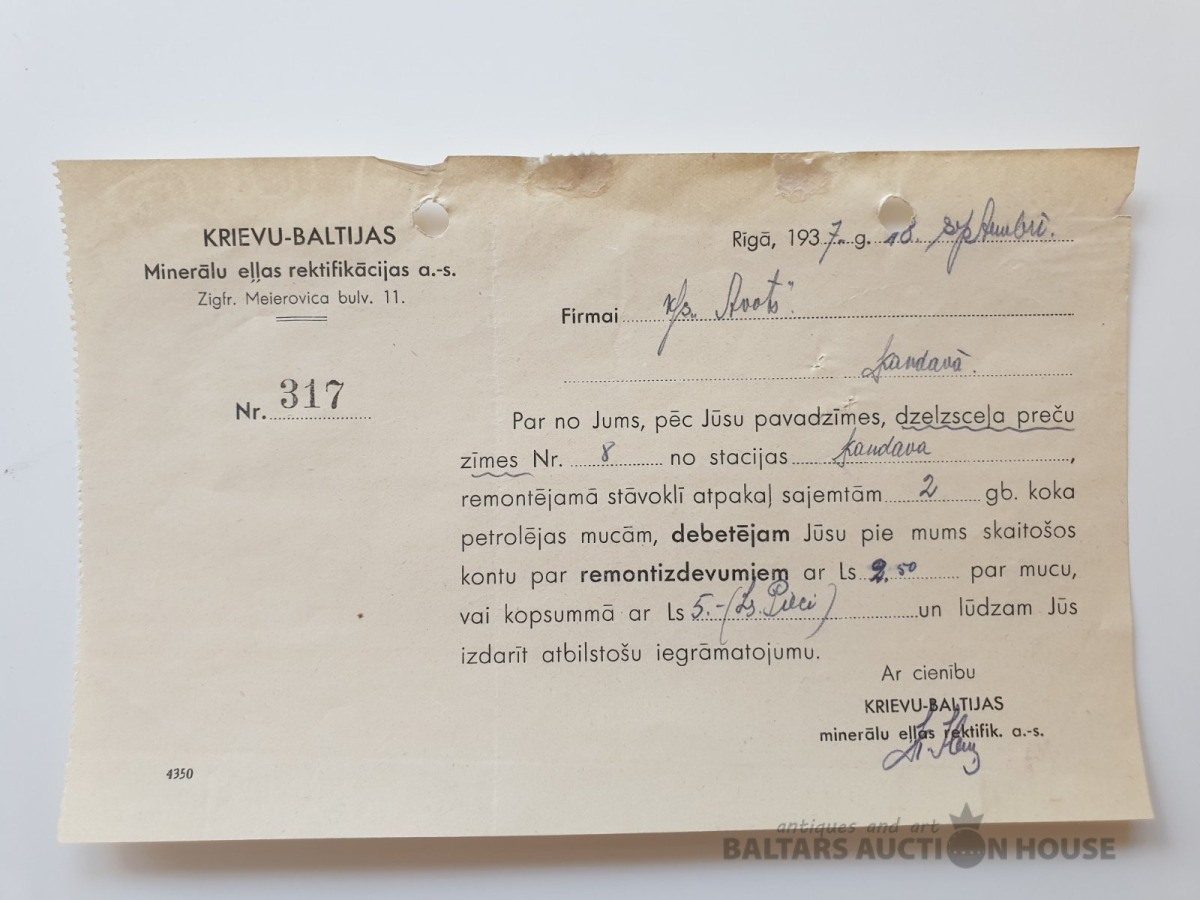 KRIEVU-BALTIJAS
Minerālu eļļas rektifikācijas a.-s.
Zigfr. Meierovica bulv. 11.
Nr. 317
Rīgā, 1937. g. 18. septembrī.
Firmai "Avots"
Kandavā.
Par no Jums, pēc Jūsu pavadzīmes, dzelzsceļa preču
zīmes Nr. 8 no stacijas Kandava,
remontējamā stāvoklī atpakaļ sajemtām 2 gb. koka
petrolējas mucām, debetējam Jūsu pie mums skaitošos
kontu par remontizdevumiem ar Ls 2.50 par mucu,
vai kopsummā ar Ls 5.- (Ls. Pieci) un lūdzam Jūs
izdarīt atbilstošu iegrāmatojumu.
Ar cienību
KRIEVU-BALTIJAS
minerālu eļļas rektifik. a.-s.
4350
antiques and art
BALTARS AUCTION HOUSE